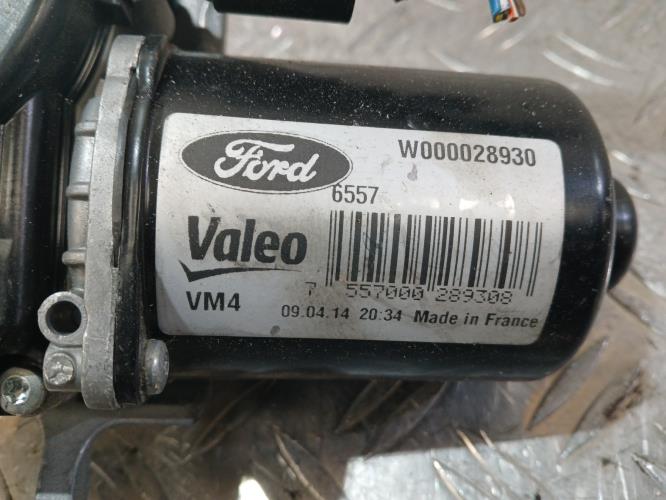 Ford
W000028930
6557
Valeo
7 557000 289308
VM4
09.04.14 20:34 Made in France